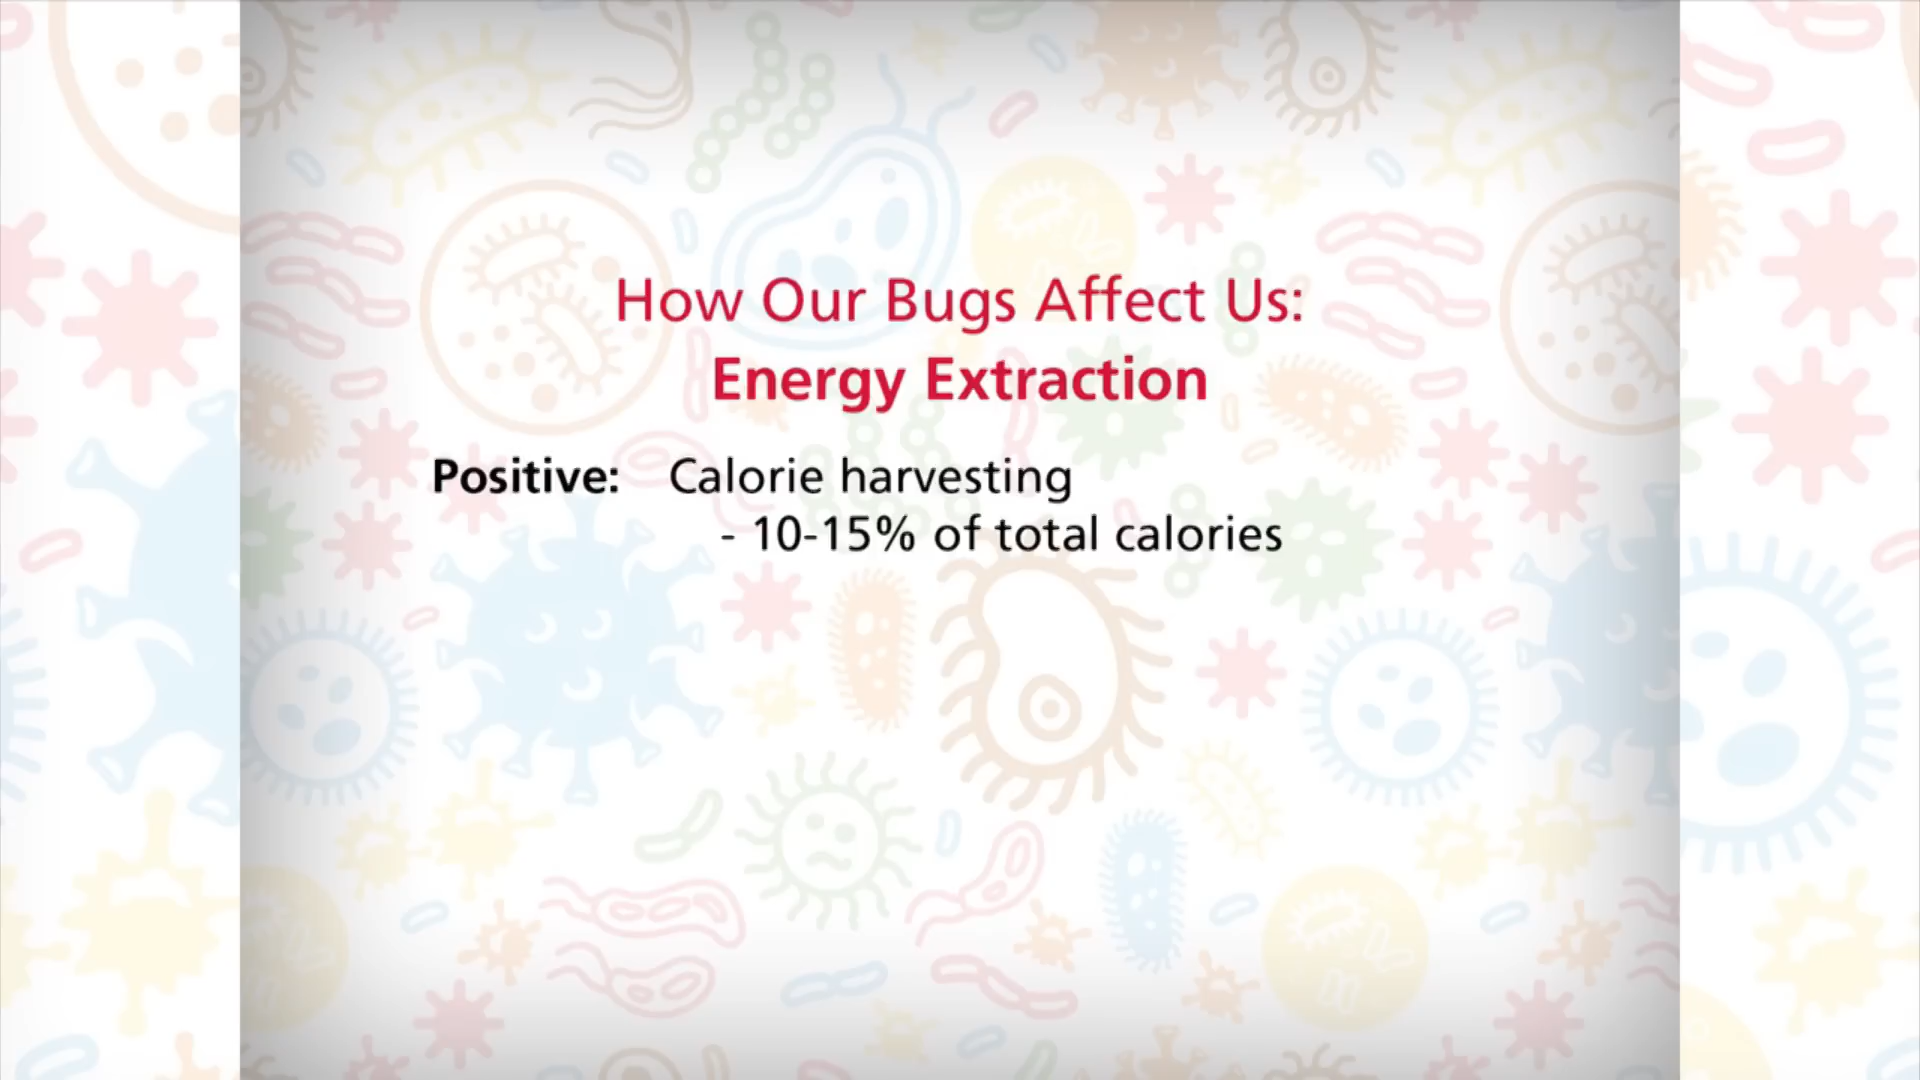 How Our Bugs Affect Us:
Energy Extraction
Positive: Calorie harvesting
- 10-15% of total calories